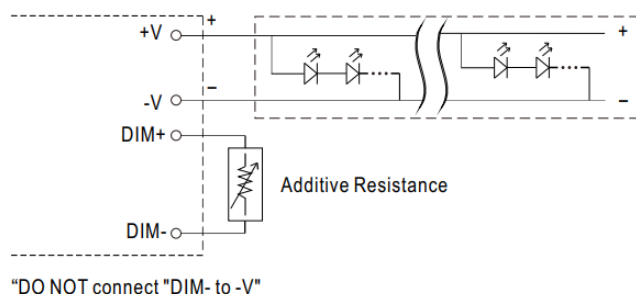 +V
+
+
-V
−
−
DIM+
Additive Resistance
DIM-
“DO NOT connect "DIM- to -V"